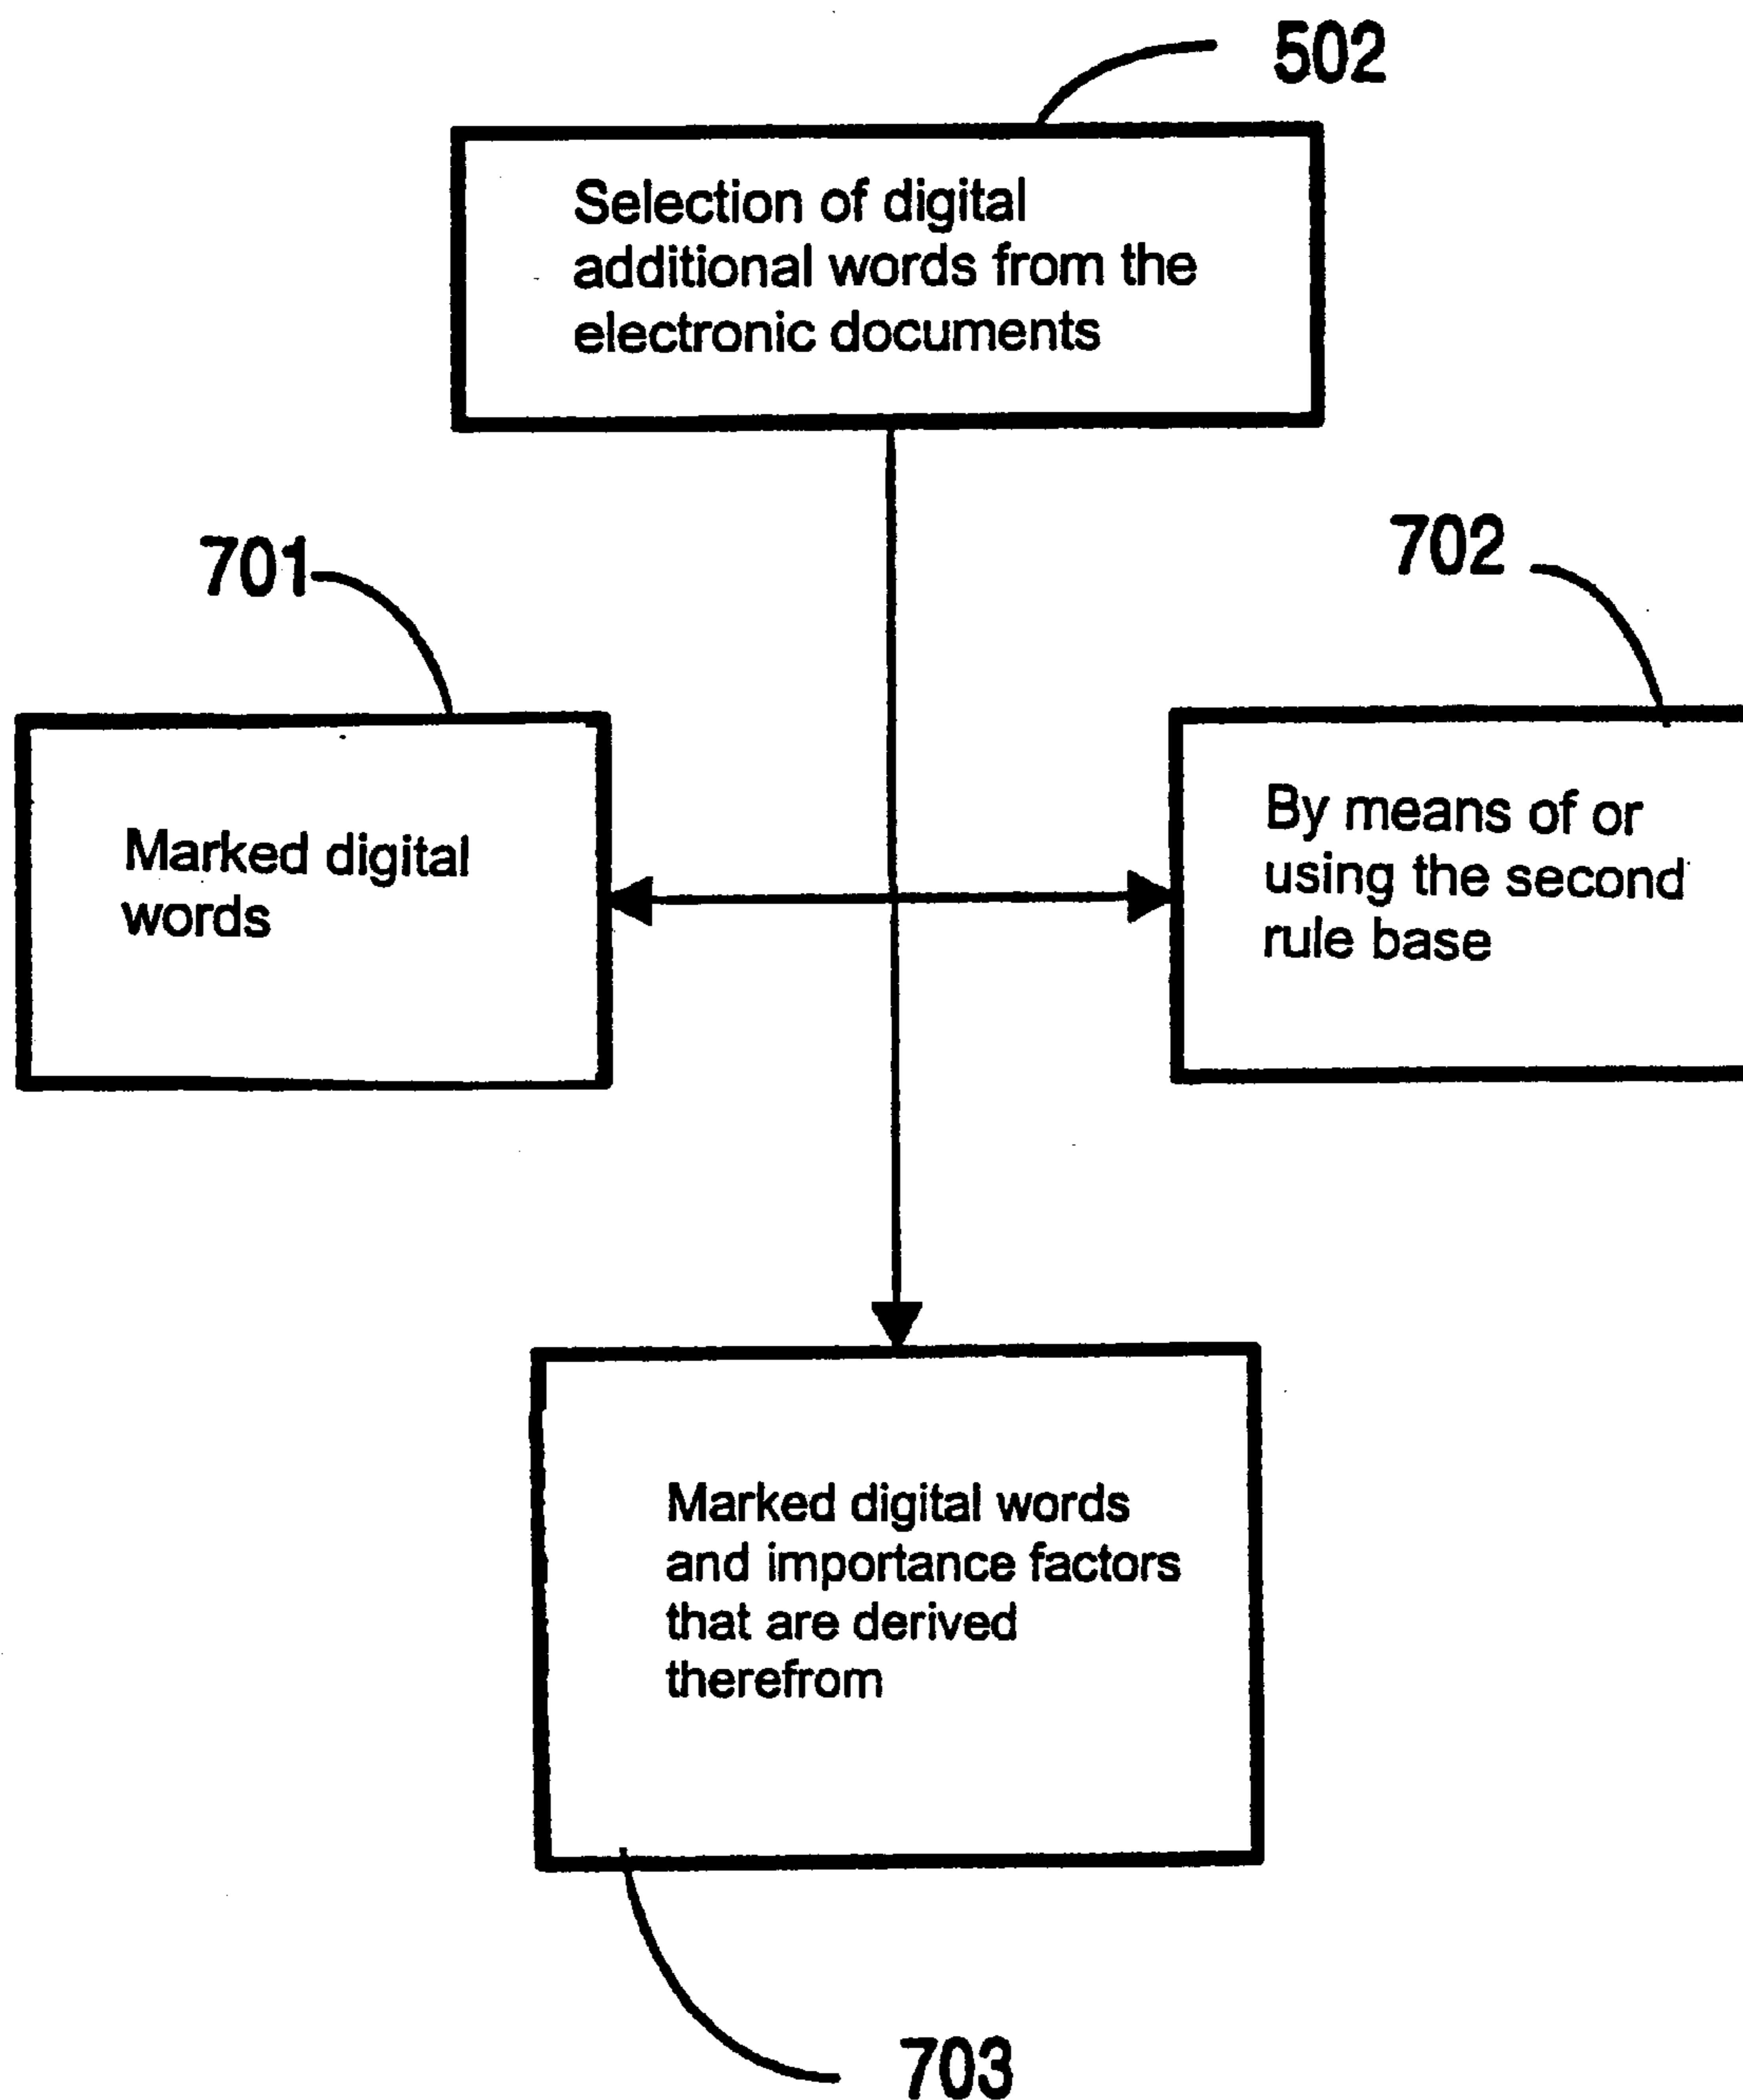 502
Selection of digital
additional words from the
electronic documents
701
702
Marked digital
words
By means of or
using the second
rule base
Marked digital words
and importance factors
that are derived
therefrom
703